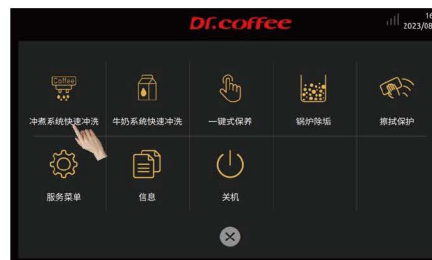 Dr.coffee
16
2023/08
Coffee
冲煮系统快速冲洗
牛奶系统快速冲洗
一键式保养
锅炉除垢
擦拭保护
服务菜单
信息
关机